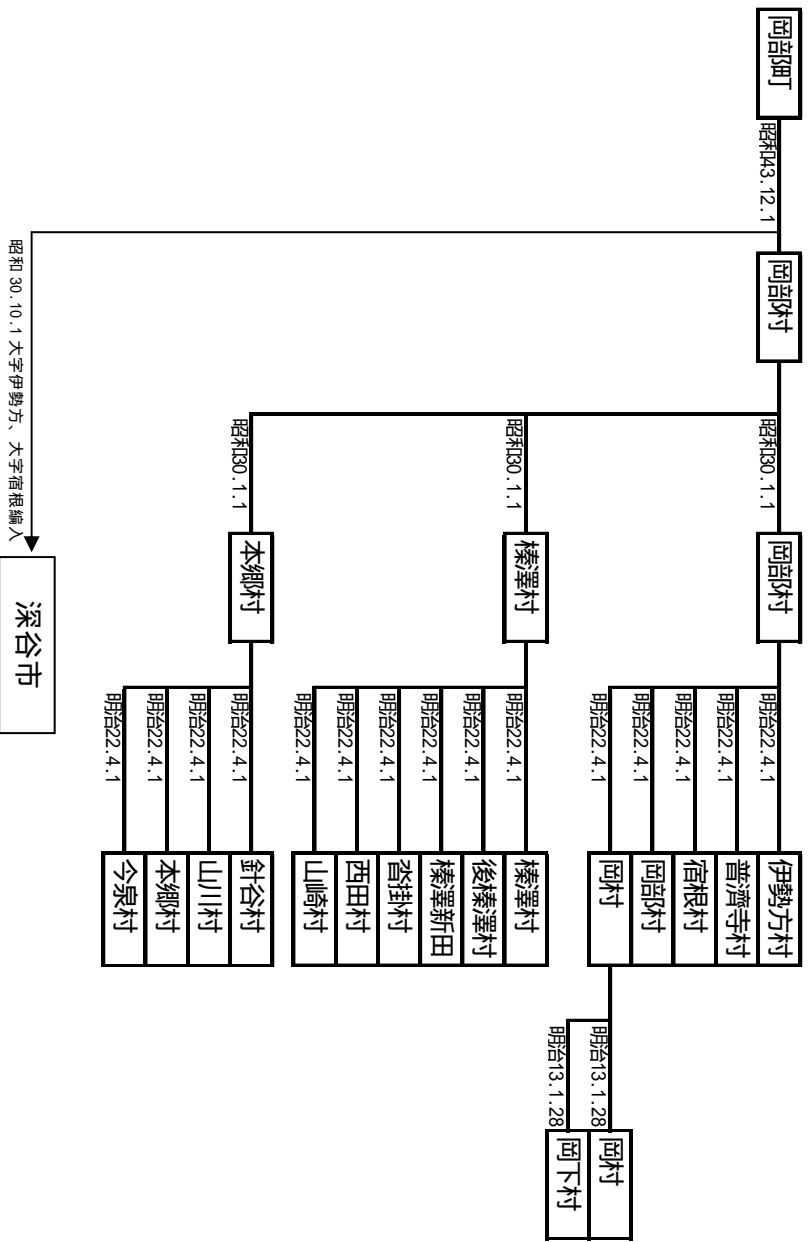 岡部町
昭和43.12.1
岡部村
昭和30.1.1
岡部村
明治22.4.1
伊勢方村
明治22.4.1
普濟寺村
明治22.4.1
宿根村
明治22.4.1
岡部村
明治22.4.1
岡村
明治13.1.28
岡村
明治13.1.28
岡下村
昭和30.1.1
榛澤村
明治22.4.1
榛澤村
明治22.4.1
後榛澤村
明治22.4.1
榛澤新田
明治22.4.1
沓掛村
明治22.4.1
西田村
明治22.4.1
山崎村
昭和30.1.1
本郷村
明治22.4.1
針谷村
明治22.4.1
山川村
明治22.4.1
本郷村
明治22.4.1
今泉村
昭和 30.10.1 大字伊勢方、大字宿根編入
深谷市